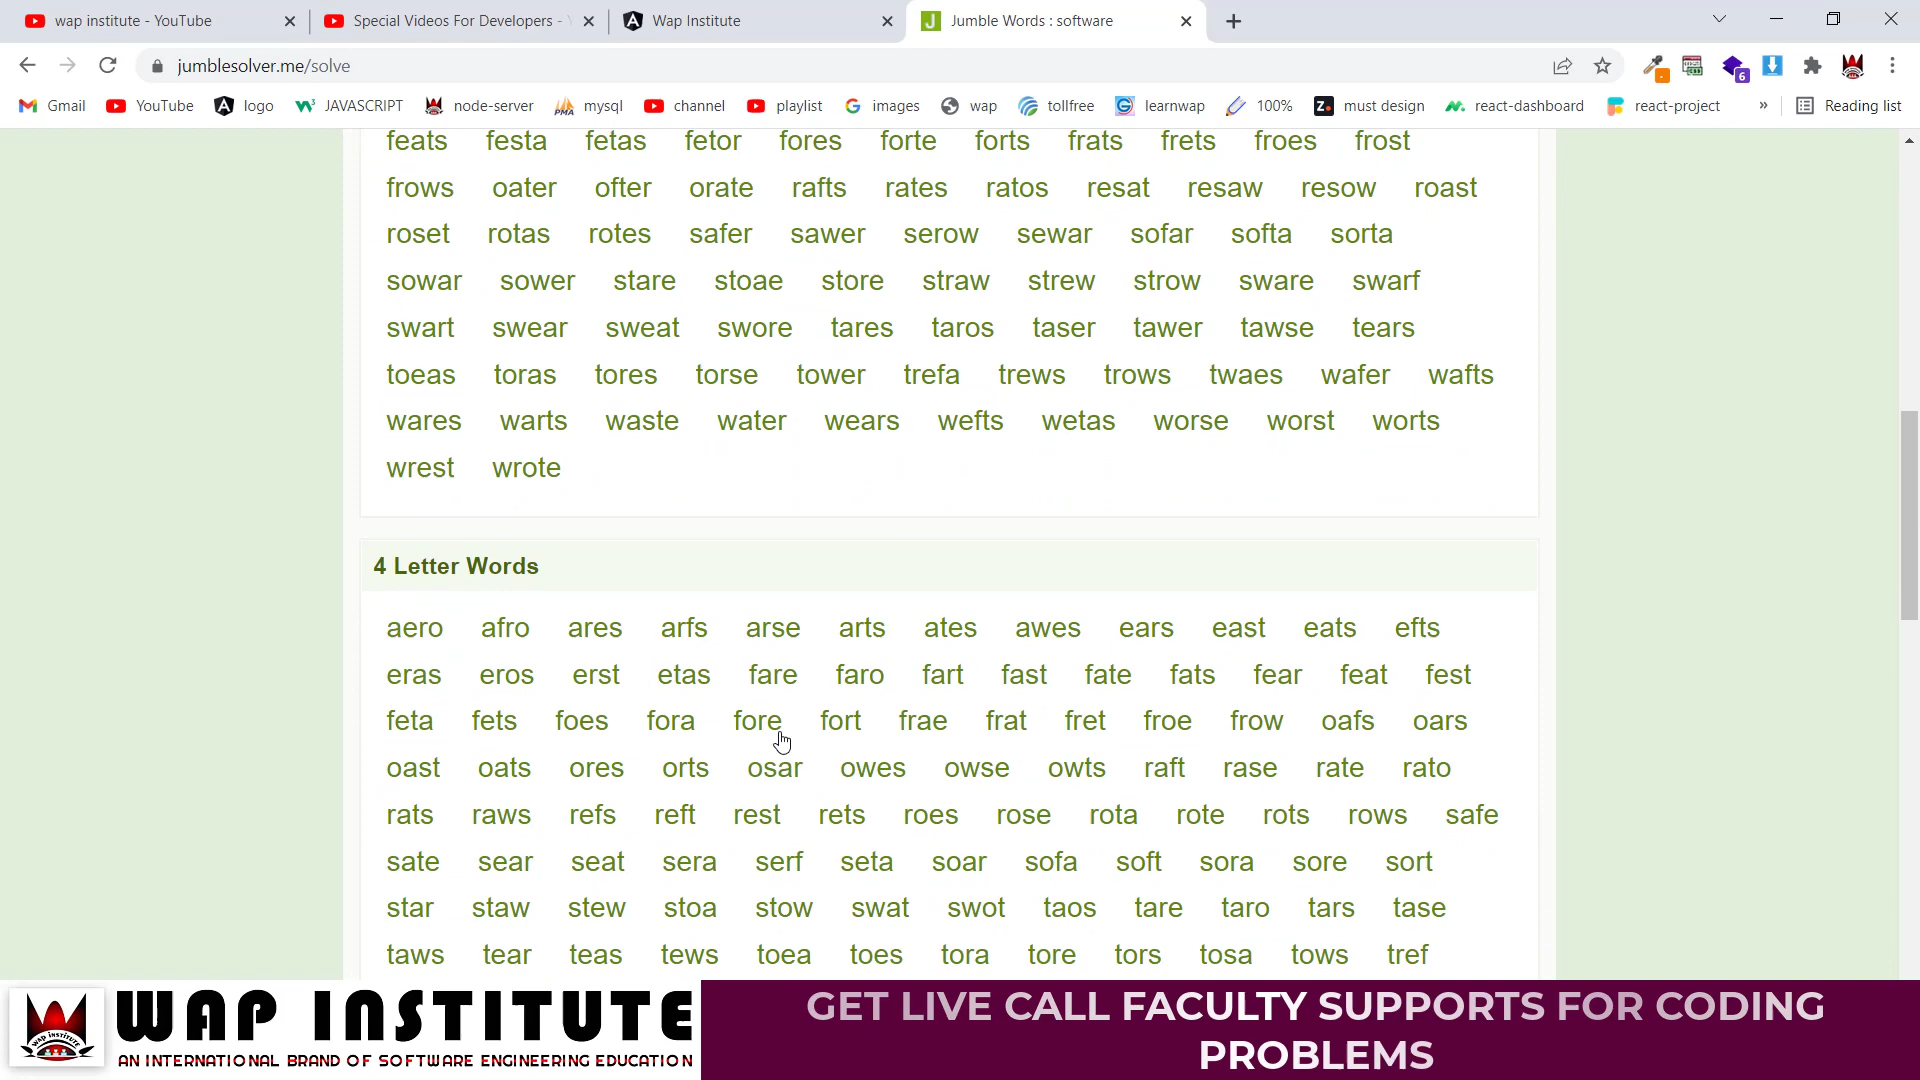 wap institute - YouTube
Special Videos For Developers -
Wap Institute
J Jumble Words : software
jumblesolver.me/solve
6
Gmail YouTube logo JAVASCRIPT node-server mysql channel playlist images wap tollfree learnwap 100% must design react-dashboard react-project » Reading list
feats festa fetas fetor fores forte forts frats frets froes frost
frows oater ofter orate rafts rates ratos resat resaw resow roast
roset rotas rotes safer sawer serow sewar sofar softa sorta
sowar sower stare stoae store straw strew strow sware swarf
swart swear sweat swore tares taros taser tawer tawse tears
toeas toras tores torse tower trefa trews trows twaes wafer wafts
wares warts waste water wears wefts wetas worse worst worts
wrest wrote
4 Letter Words
aero afro ares arfs arse arts ates awes ears east eats efts
eras eros erst etas fare faro fart fast fate fats fear feat fest
feta fets foes fora fore fort frae frat fret froe frow oafs oars
oast oats ores orts osar owes owse owts raft rase rate rato
rats raws refs reft rest rets roes rose rota rote rots rows safe
sate sear seat sera serf seta soar sofa soft sora sore sort
star staw stew stoa stow swat swot taos tare taro tars tase
taws tear teas tews toea toes tora tore tors tosa tows tref
WAP INSTITUTE
AN INTERNATIONAL BRAND OF SOFTWARE ENGINEERING EDUCATION
GET LIVE CALL FACULTY SUPPORTS FOR CODING
PROBLEMS